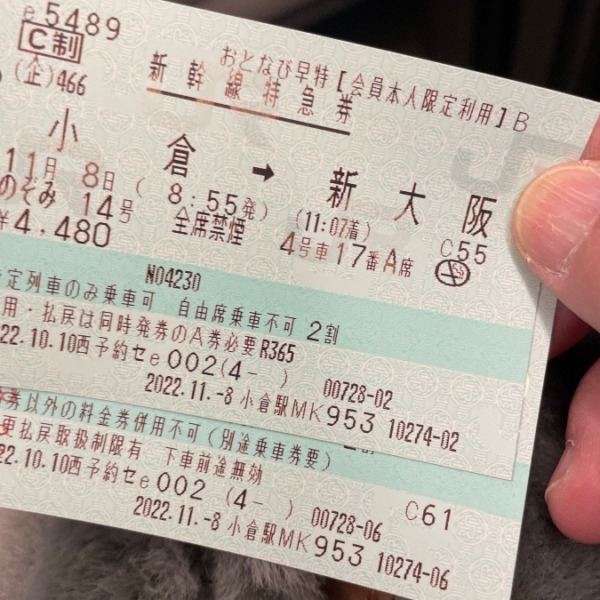 e5489
C制
(企)466
おとなび早特【会員本人限定利用】B
新幹線特急券
小倉 → 新大阪
11月 8日 ( 8:55発) (11:07着) C55
のぞみ 14号 全席禁煙 4号車17番A席
¥4,480
NO4230
定列車のみ乗車可 自由席乗車不可 2割
用・払戻は同時発券のA券必要R365
22.10.10西予約セe002(4- ) 00728-02
2022.11.-8 小倉駅MK953 10274-02
券以外の料金券併用不可(別途乗車券要)
更払戻取扱制限有 下車前途無効
22.10.10西予約セe002 (4- ) 00728-06 C61
2022.11.-8 小倉駅MK953 10274-06